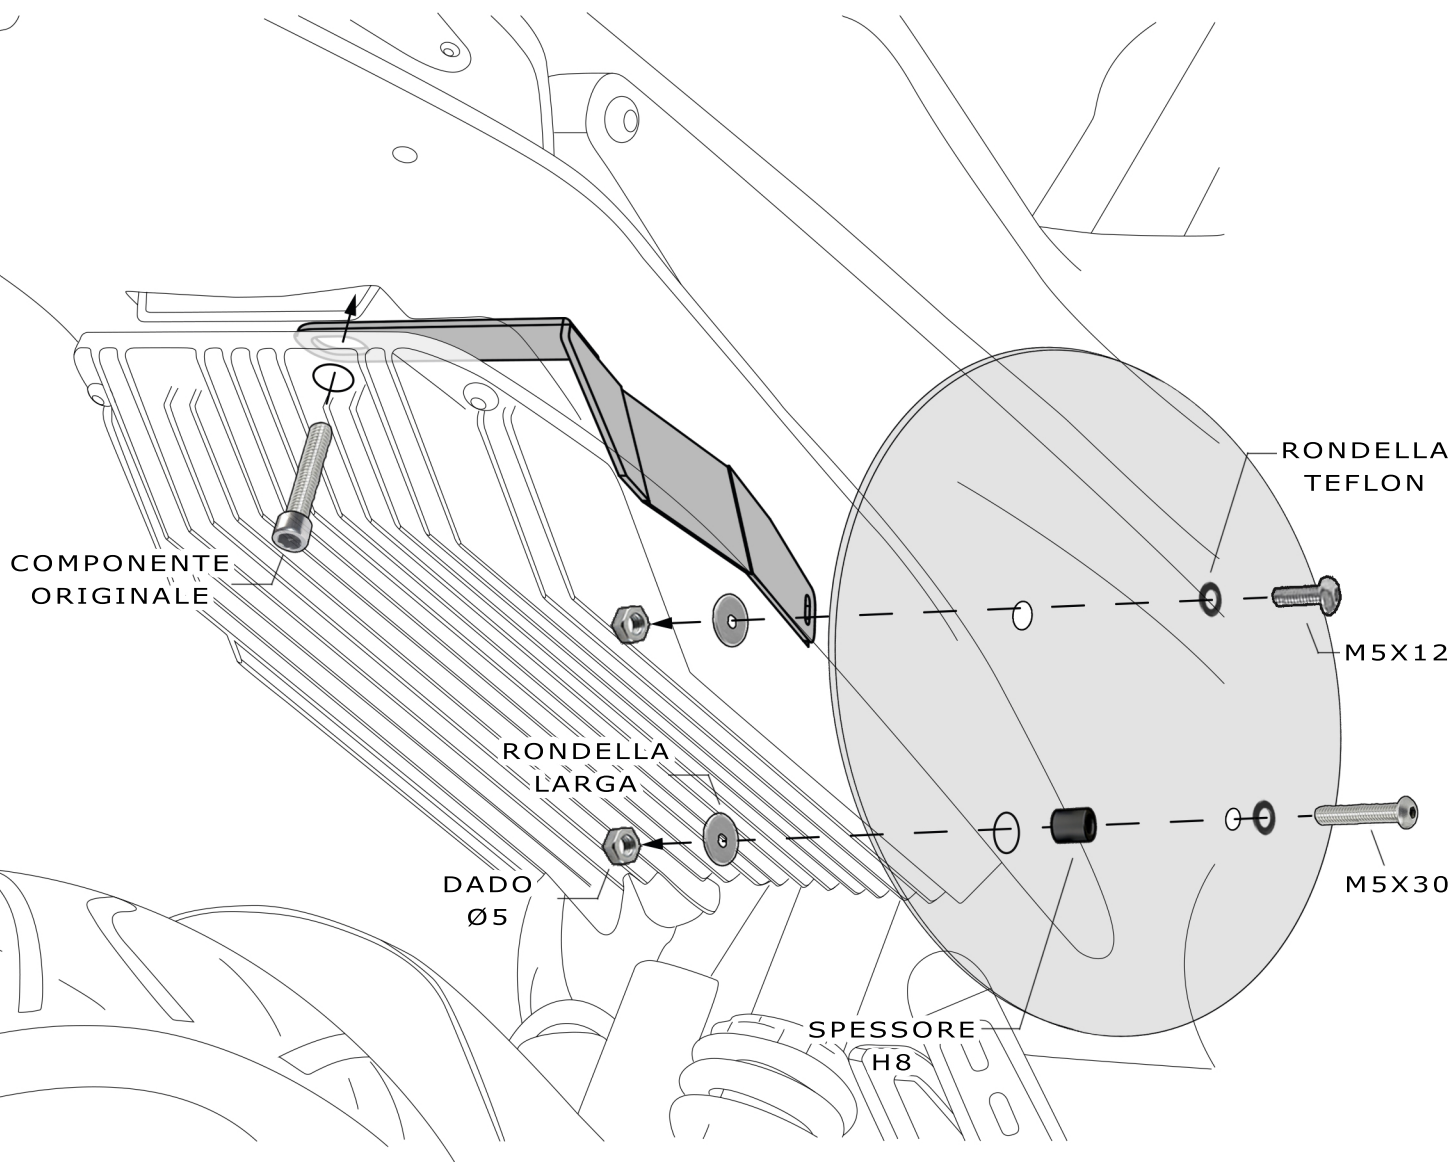 RONDELLA
TEFLON
COMPONENTE
ORIGINALE
M5X12
RONDELLA
LARGA
DADO
Ø5
M5X30
SPESSORE
H8